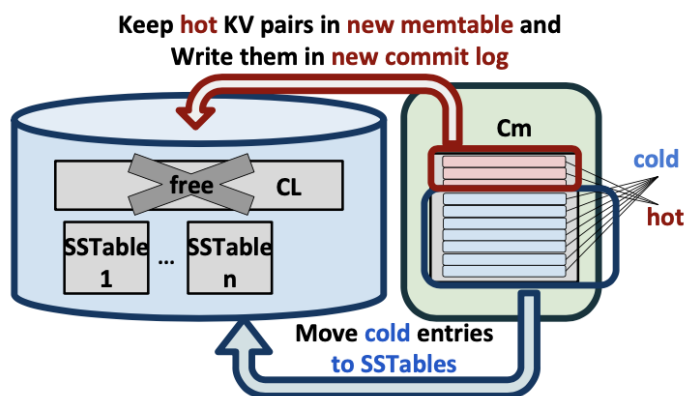 Keep hot KV pairs in new memtable and
Write them in new commit log
Cm
cold
free
CL
hot
SSTable
1
...
SSTable
n
Move cold entries
to SSTables